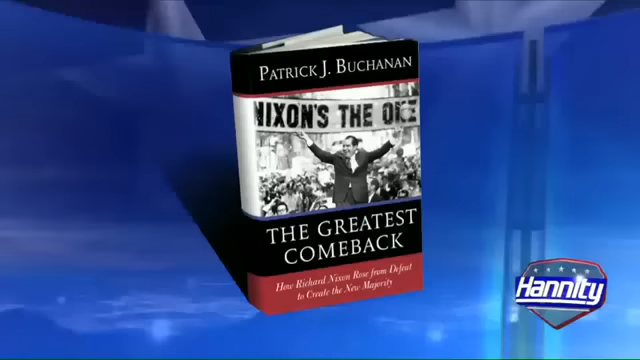 PATRICK J. BUCHANAN
NIXON'S THE ONE
THE GREATEST
COMEBACK
How Richard Nixon Rose from Defeat
to Create the New Majority
Hannity